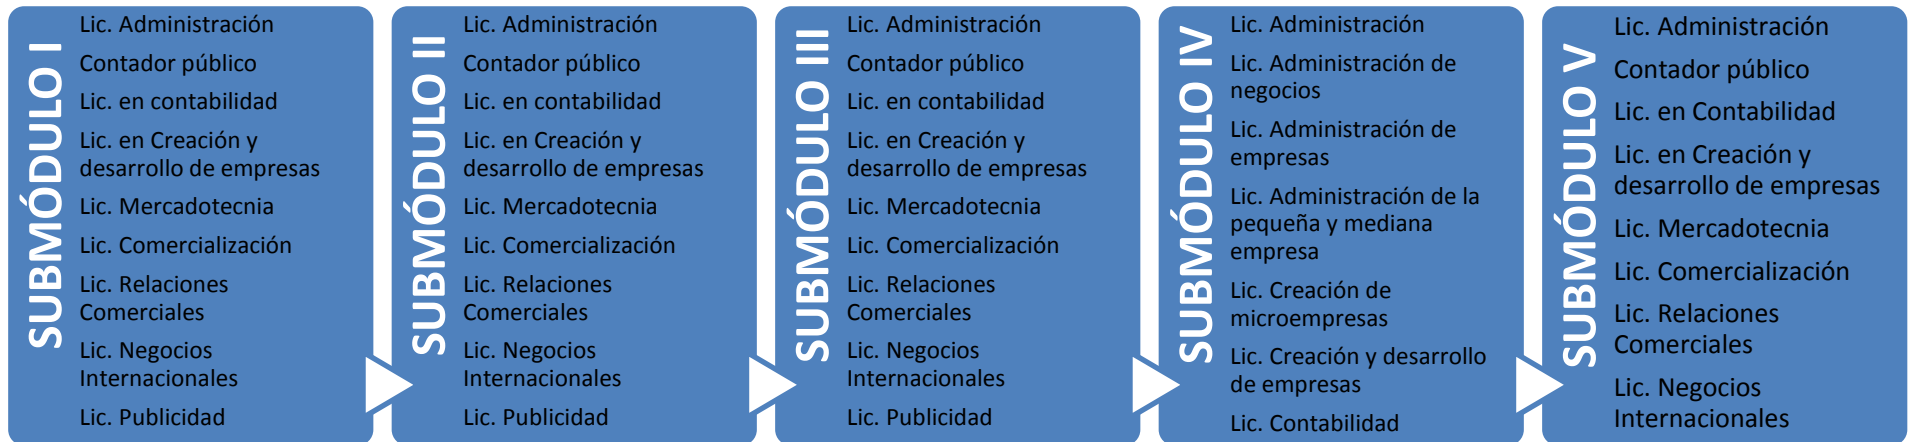 SUBMÓDULO I
Lic. Administración
Contador público
Lic. en contabilidad
Lic. en Creación y
desarrollo de empresas
Lic. Mercadotecnia
Lic. Comercialización
Lic. Relaciones
Comerciales
Lic. Negocios
Internacionales
Lic. Publicidad
SUBMÓDULO II
Lic. Administración
Contador público
Lic. en contabilidad
Lic. en Creación y
desarrollo de empresas
Lic. Mercadotecnia
Lic. Comercialización
Lic. Relaciones
Comerciales
Lic. Negocios
Internacionales
Lic. Publicidad
SUBMÓDULO III
Lic. Administración
Contador público
Lic. en contabilidad
Lic. en Creación y
desarrollo de empresas
Lic. Mercadotecnia
Lic. Comercialización
Lic. Relaciones
Comerciales
Lic. Negocios
Internacionales
Lic. Publicidad
SUBMÓDULO IV
Lic. Administración
Lic. Administración de
negocios
Lic. Administración de
empresas
Lic. Administración de la
pequeña y mediana
empresa
Lic. Creación de
microempresas
Lic. Creación y desarrollo
de empresas
Lic. Contabilidad
SUBMÓDULO V
Lic. Administración
Contador público
Lic. en Contabilidad
Lic. en Creación y
desarrollo de empresas
Lic. Mercadotecnia
Lic. Comercialización
Lic. Relaciones
Comerciales
Lic. Negocios
Internacionales